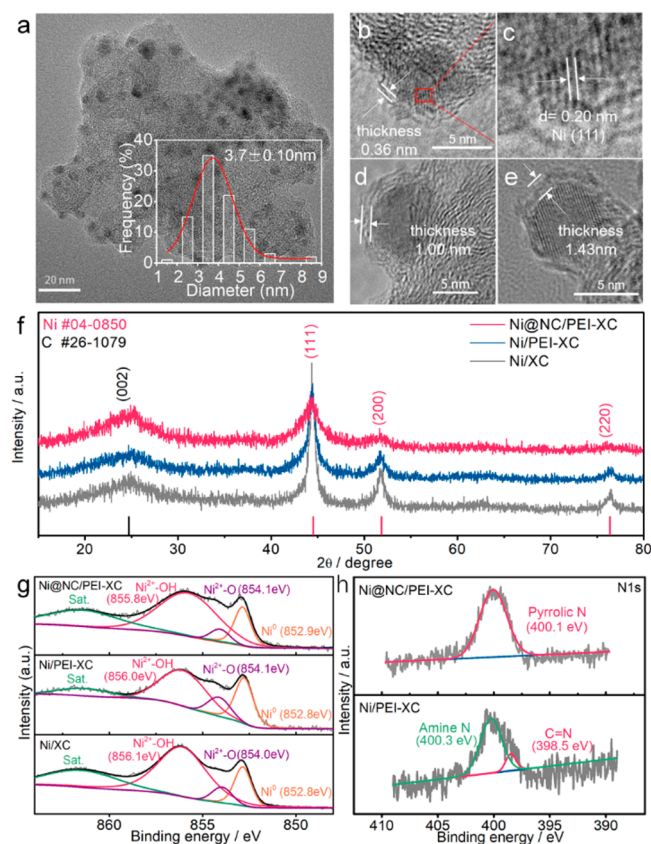 a
20 nm
Frequency (%)
40
30
20
10
0
3.7±0.10nm
1 2 3 4 5 6 7 8 9
Diameter (nm)
b
thickness
0.36 nm
5 nm
c
d= 0.20 nm
Ni (111)
d
thickness
1.00nm
5 nm
e
thickness
1.43nm
5 nm
f
Ni #04-0850
C #26-1079
Ni@NC/PEI-XC
Ni/PEI-XC
Ni/XC
(002)
(111)
(200)
(220)
Intensity / a.u.
20 30 40 50 60 70 80
2θ / degree
g
Ni@NC/PEI-XC
Sat.
Ni2+-OH
(855.8eV)
Ni2+-O(854.1eV)
Ni0 (852.9eV)
Ni/PEI-XC
Sat.
Ni2+-OH
(856.0eV)
Ni2+-O(854.1eV)
Ni0 (852.8eV)
Ni/XC
Sat.
Ni2+-OH
(856.1eV)
Ni2+-O(854.0eV)
Ni0 (852.8eV)
Intensity (a.u.)
860 855 850
Binding energy / eV
h
Ni@NC/PEI-XC
N1s
Pyrrolic N
(400.1 eV)
Ni/PEI-XC
Amine N
(400.3 eV)
C=N
(398.5 eV)
Intensity / a.u.
410 405 400 395 390
Binding energy / eV